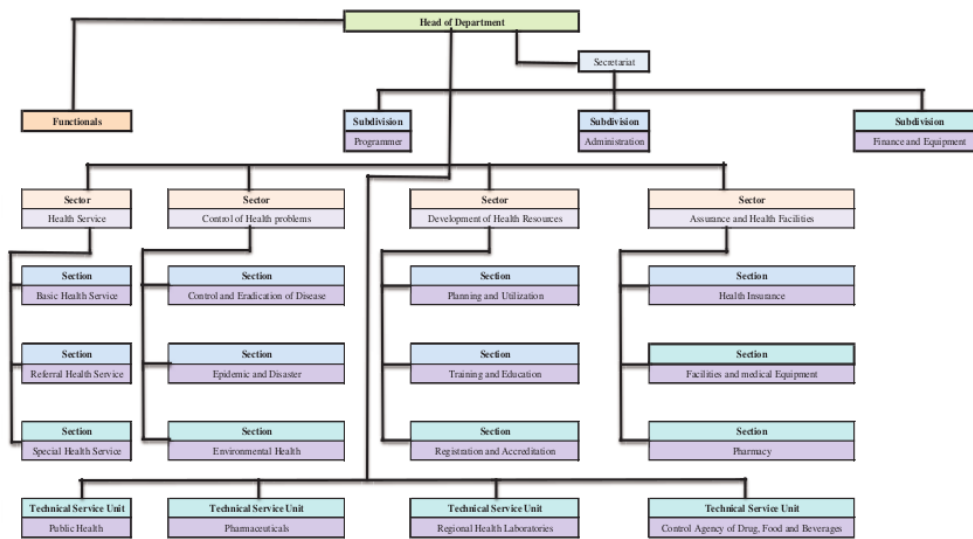 Head of Department
Secretariat
Functionals
Subdivision
Programmer
Subdivision
Administration
Subdivision
Finance and Equipment
Sector
Health Service
Sector
Control of Health problems
Sector
Development of Health Resources
Sector
Assurance and Health Facilities
Section
Basic Health Service
Section
Control and Eradication of Disease
Section
Planning and Utilization
Section
Health Insurance
Section
Referral Health Service
Section
Epidemic and Disaster
Section
Training and Education
Section
Facilities and medical Equipment
Section
Special Health Service
Section
Environmental Health
Section
Registration and Accreditation
Section
Pharmacy
Technical Service Unit
Public Health
Technical Service Unit
Pharmaceuticals
Technical Service Unit
Regional Health Laboratories
Technical Service Unit
Control Agency of Drug, Food and Beverages